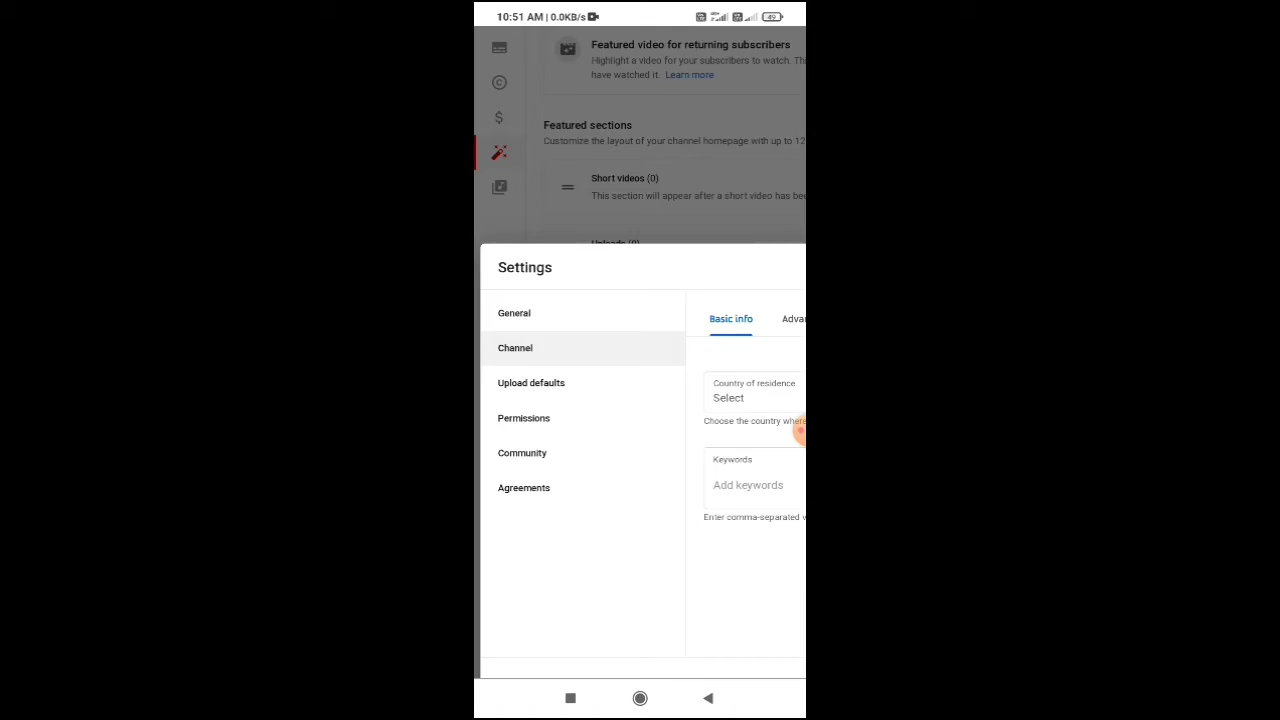 10:51 AM | 0.0KB/s
49
Featured video for returning subscribers
Highlight a video for your subscribers to watch.
have watched it. Learn more
Featured sections
Customize the layout of your channel homepage with up to 12
Short videos (0)
This section will appear after a short video has
Uploads (0)
Settings
General
Channel
Upload defaults
Permissions
Community
Agreements
Basic info
Country of residence
Select
Choose the country where
Keywords
Add keywords
Enter comma-separated